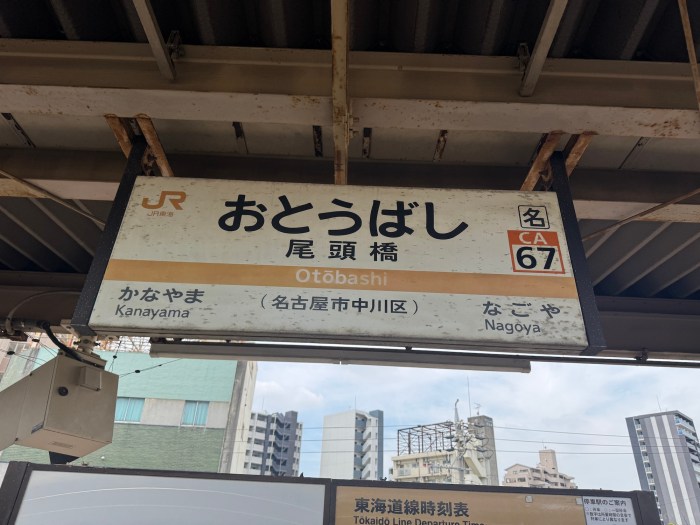 JR
JR東海
おとうばし
名
尾頭橋
CA
67
Otōbashi
かなやま
Kanayama
(名古屋市中川区)
なごや
Nagoya
東海道線時刻表
Tōkaidō Line Departure Time
停車駅のご案内